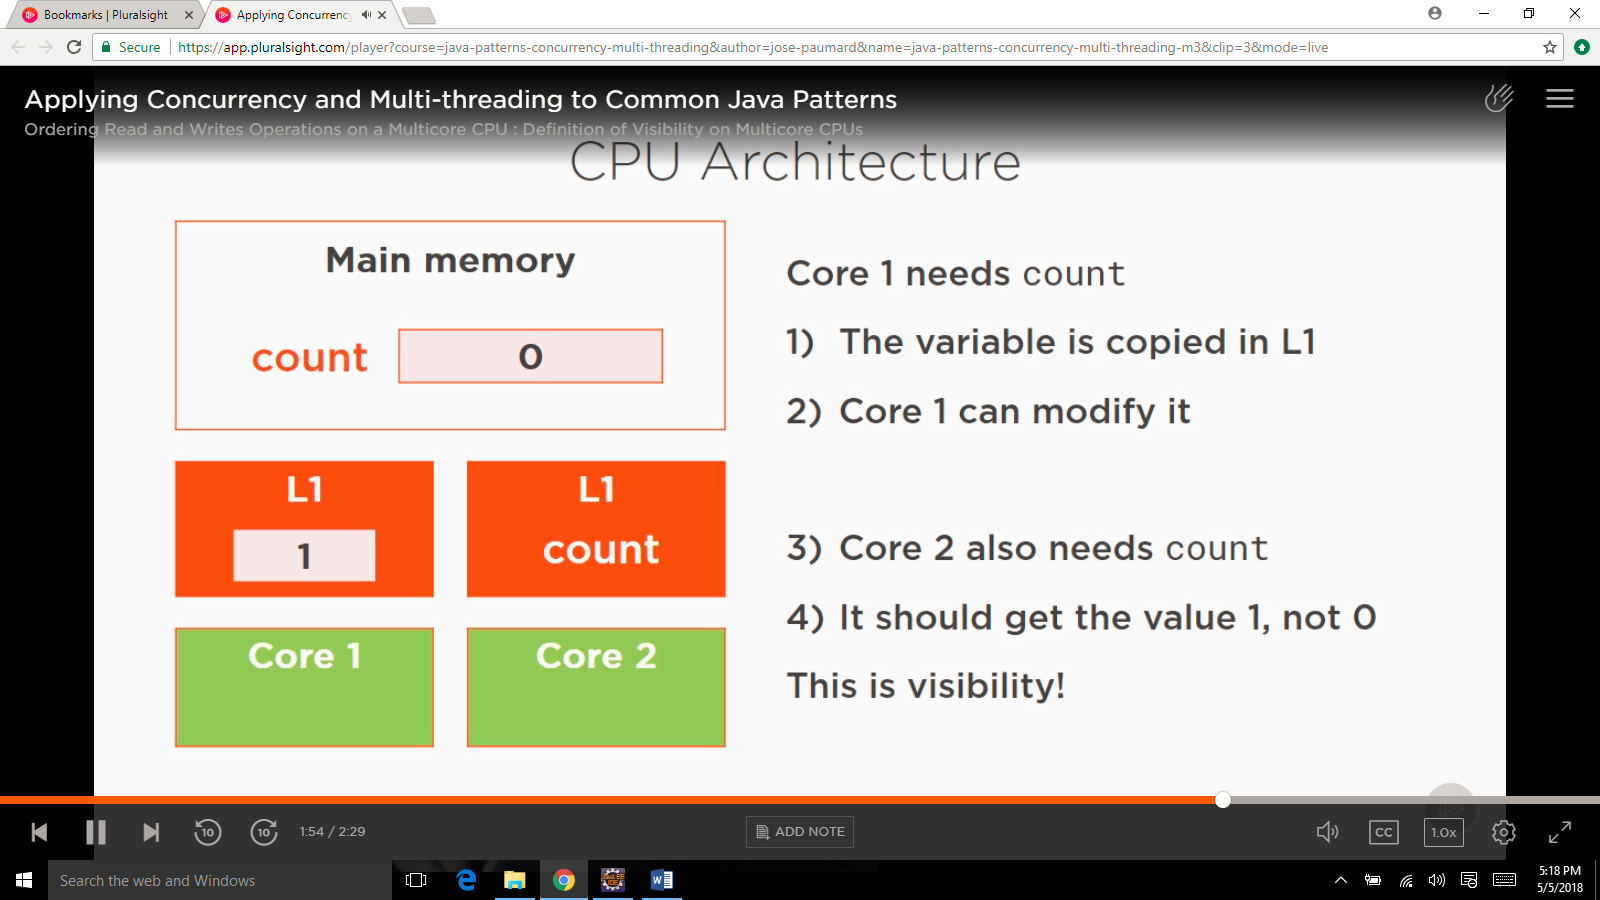 Bookmarks | Pluralsight
Applying Concurrency
Secure
https://app.pluralsight.com/player?course=java-patterns-concurrency-multi-threading&author=jose-paumard&name=java-patterns-concurrency-multi-threading-m3&clip=3&mode=live
Applying Concurrency and Multi-threading to Common Java Patterns
Ordering Read and Writes Operations on a Multicore CPU : Definition of Visibility on Multicore CPUs
CPU Architecture
Main memory
count 0
L1
1
L1
count
Core 1
Core 2
Core 1 needs count
1) The variable is copied in L1
2) Core 1 can modify it
3) Core 2 also needs count
4) It should get the value 1, not 0
This is visibility!
10
10
1:54 / 2:29
ADD NOTE
CC
1.0x
Search the web and Windows
5:18 PM
5/5/2018